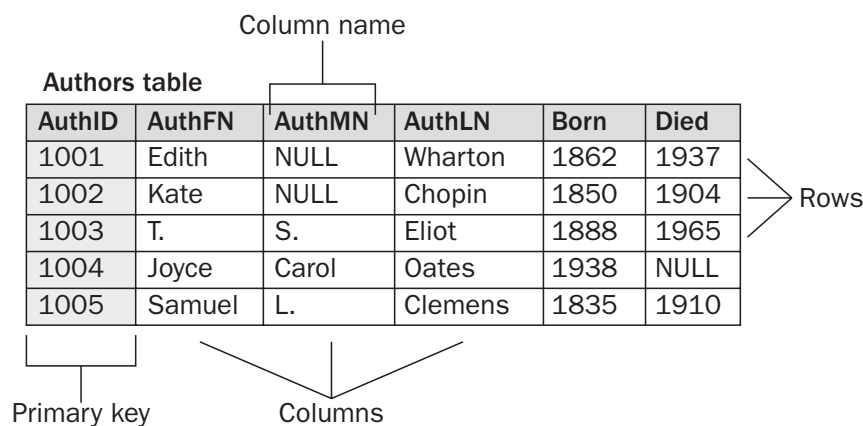 Column name
Authors table
AuthID AuthFN AuthMN AuthLN Born Died
1001 Edith NULL Wharton 1862 1937
1002 Kate NULL Chopin 1850 1904
Rows
1003 T. S. Eliot 1888 1965
1004 Joyce Carol Oates 1938 NULL
1005 Samuel L. Clemens 1835 1910
Primary key Columns